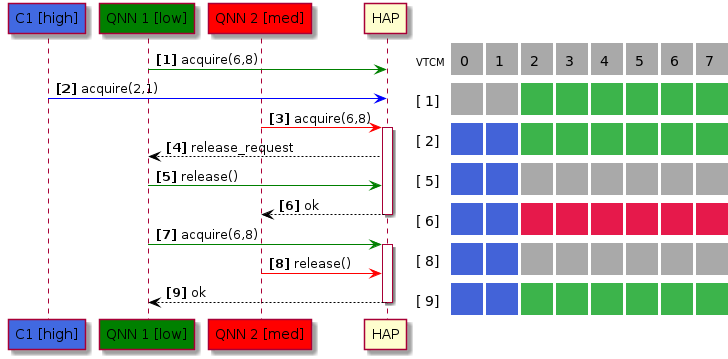 C1 [high] QNN 1 [low] QNN 2 [med] HAP
VTCM 0 1 2 3 4 5 6 7
[1] acquire(6,8)
[ 1]
[2] acquire(2,1)
[3] acquire(6,8)
[ 2]
[4] release_request
[5] release()
[ 5]
[6] ok
[ 6]
[7] acquire(6,8)
[8] release()
[ 8]
[9] ok
[ 9]
C1 [high] QNN 1 [low] QNN 2 [med] HAP